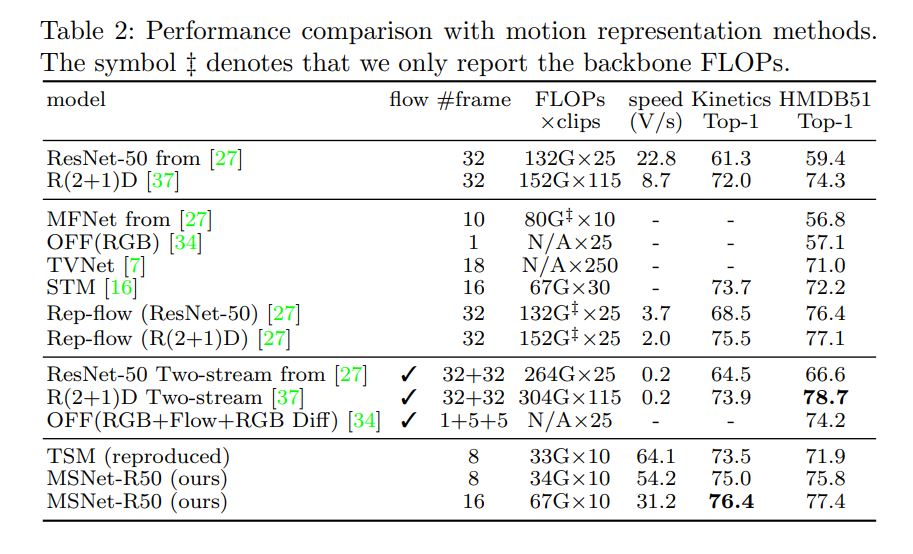 Table 2: Performance comparison with motion representation methods.
The symbol ‡ denotes that we only report the backbone FLOPs.
model flow #frame FLOPs speed Kinetics HMDB51
×clips (V/s) Top-1 Top-1
ResNet-50 from [27] 32 132G×25 22.8 61.3 59.4
R(2+1)D [37] 32 152G×115 8.7 72.0 74.3
MFNet from [27] 10 80G‡×10 - - 56.8
OFF(RGB) [34] 1 N/A×25 - - 57.1
TVNet [7] 18 N/A×250 - - 71.0
STM [16] 16 67G×30 - 73.7 72.2
Rep-flow (ResNet-50) [27] 32 132G‡×25 3.7 68.5 76.4
Rep-flow (R(2+1)D) [27] 32 152G‡×25 2.0 75.5 77.1
ResNet-50 Two-stream from [27] ✓ 32+32 264G×25 0.2 64.5 66.6
R(2+1)D Two-stream [37] ✓ 32+32 304G×115 0.2 73.9 78.7
OFF(RGB+Flow+RGB Diff) [34] ✓ 1+5+5 N/A×25 - - 74.2
TSM (reproduced) 8 33G×10 64.1 73.5 71.9
MSNet-R50 (ours) 8 34G×10 54.2 75.0 75.8
MSNet-R50 (ours) 16 67G×10 31.2 76.4 77.4